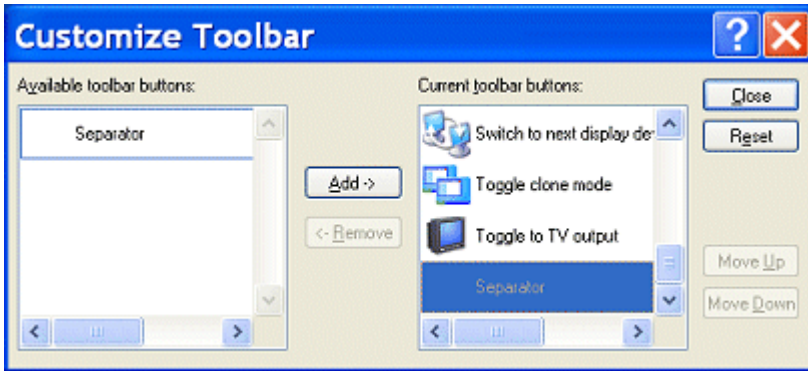 Customize Toolbar
Available toolbar buttons:
Current toolbar buttons:
Close
Separator
Switch to next display de
Reset
Add ->
Toggle clone mode
<- Remove
Toggle to TV output
Move Up
Separator
Move Down